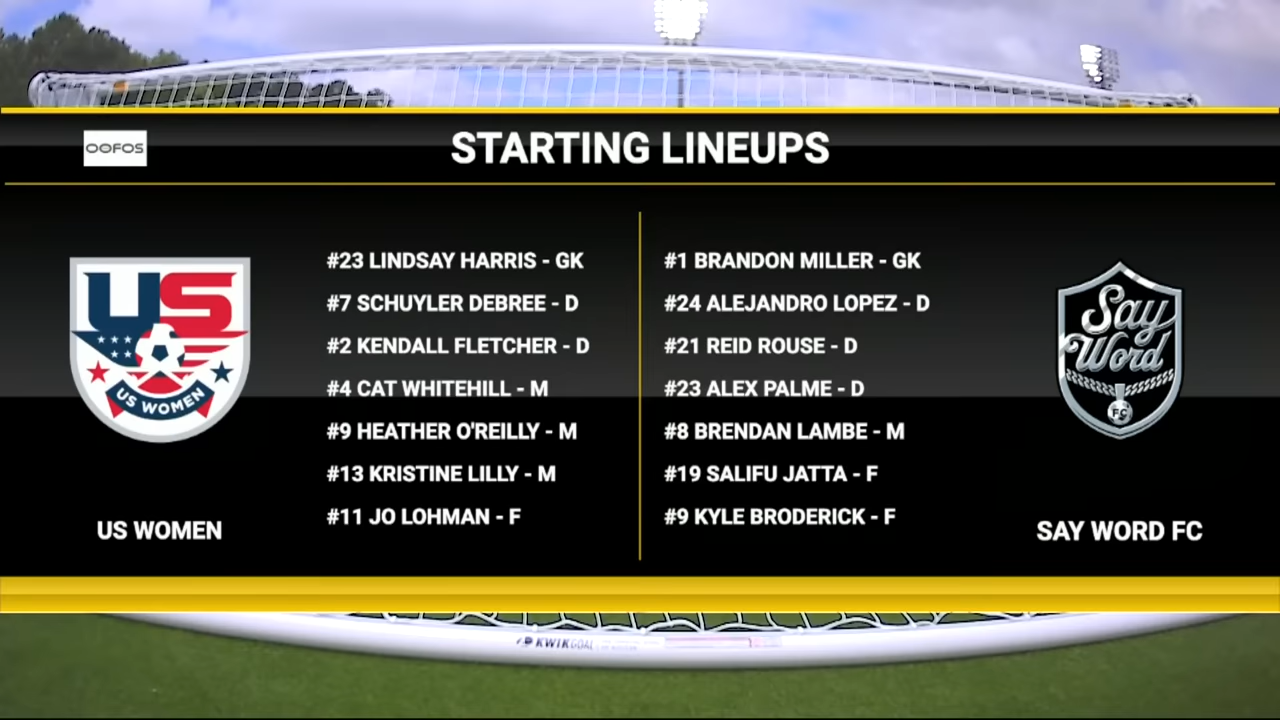 OOFOS
STARTING LINEUPS
US
US WOMEN
US WOMEN
#23 LINDSAY HARRIS - GK
#7 SCHUYLER DEBREE - D
#2 KENDALL FLETCHER - D
#4 CAT WHITEHILL - M
#9 HEATHER O'REILLY - M
#13 KRISTINE LILLY - M
#11 JO LOHMAN - F
#1 BRANDON MILLER - GK
#24 ALEJANDRO LOPEZ - D
#21 REID ROUSE - D
#23 ALEX PALME - D
#8 BRENDAN LAMBE - M
#19 SALIFU JATTA - F
#9 KYLE BRODERICK - F
Say
Word
FC
SAY WORD FC
KWIKGOAL